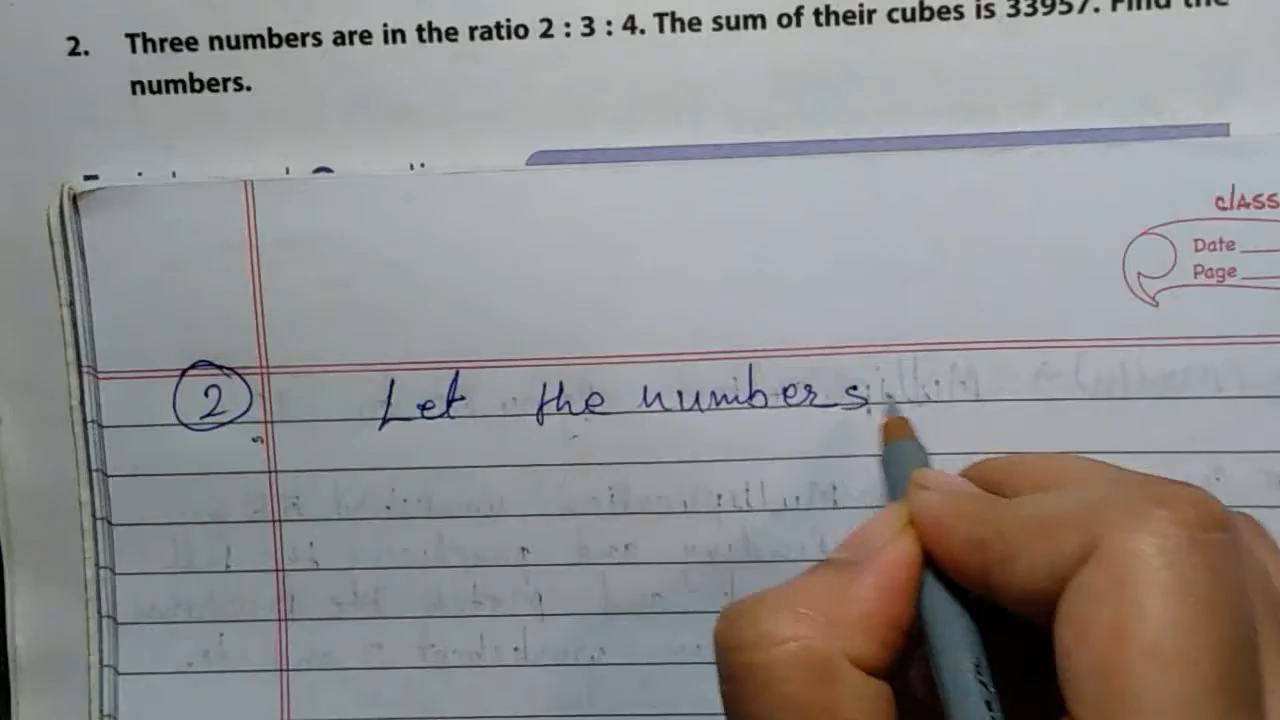 2. Three numbers are in the ratio 2 : 3 : 4. The sum of their cubes is 33957. Find the
numbers.
clASS
Date
Page
2 Let the numbers